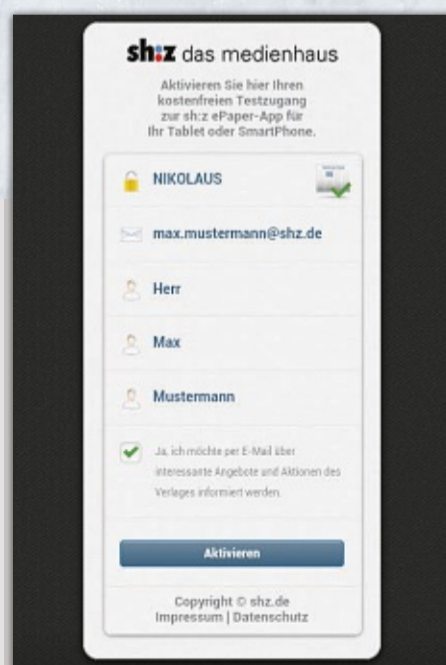 sh:z das medienhaus
Aktivieren Sie hier Ihren
kostenfreien Testzugang
zur sh:z ePaper-App für
Ihr Tablet oder SmartPhone.
NIKOLAUS
max.mustermann@shz.de
Herr
Max
Mustermann
Ja, ich möchte per E-Mail über
interessante Angebote und Aktionen des
Verlages informiert werden.
Aktivieren
Copyright © shz.de
Impressum | Datenschutz